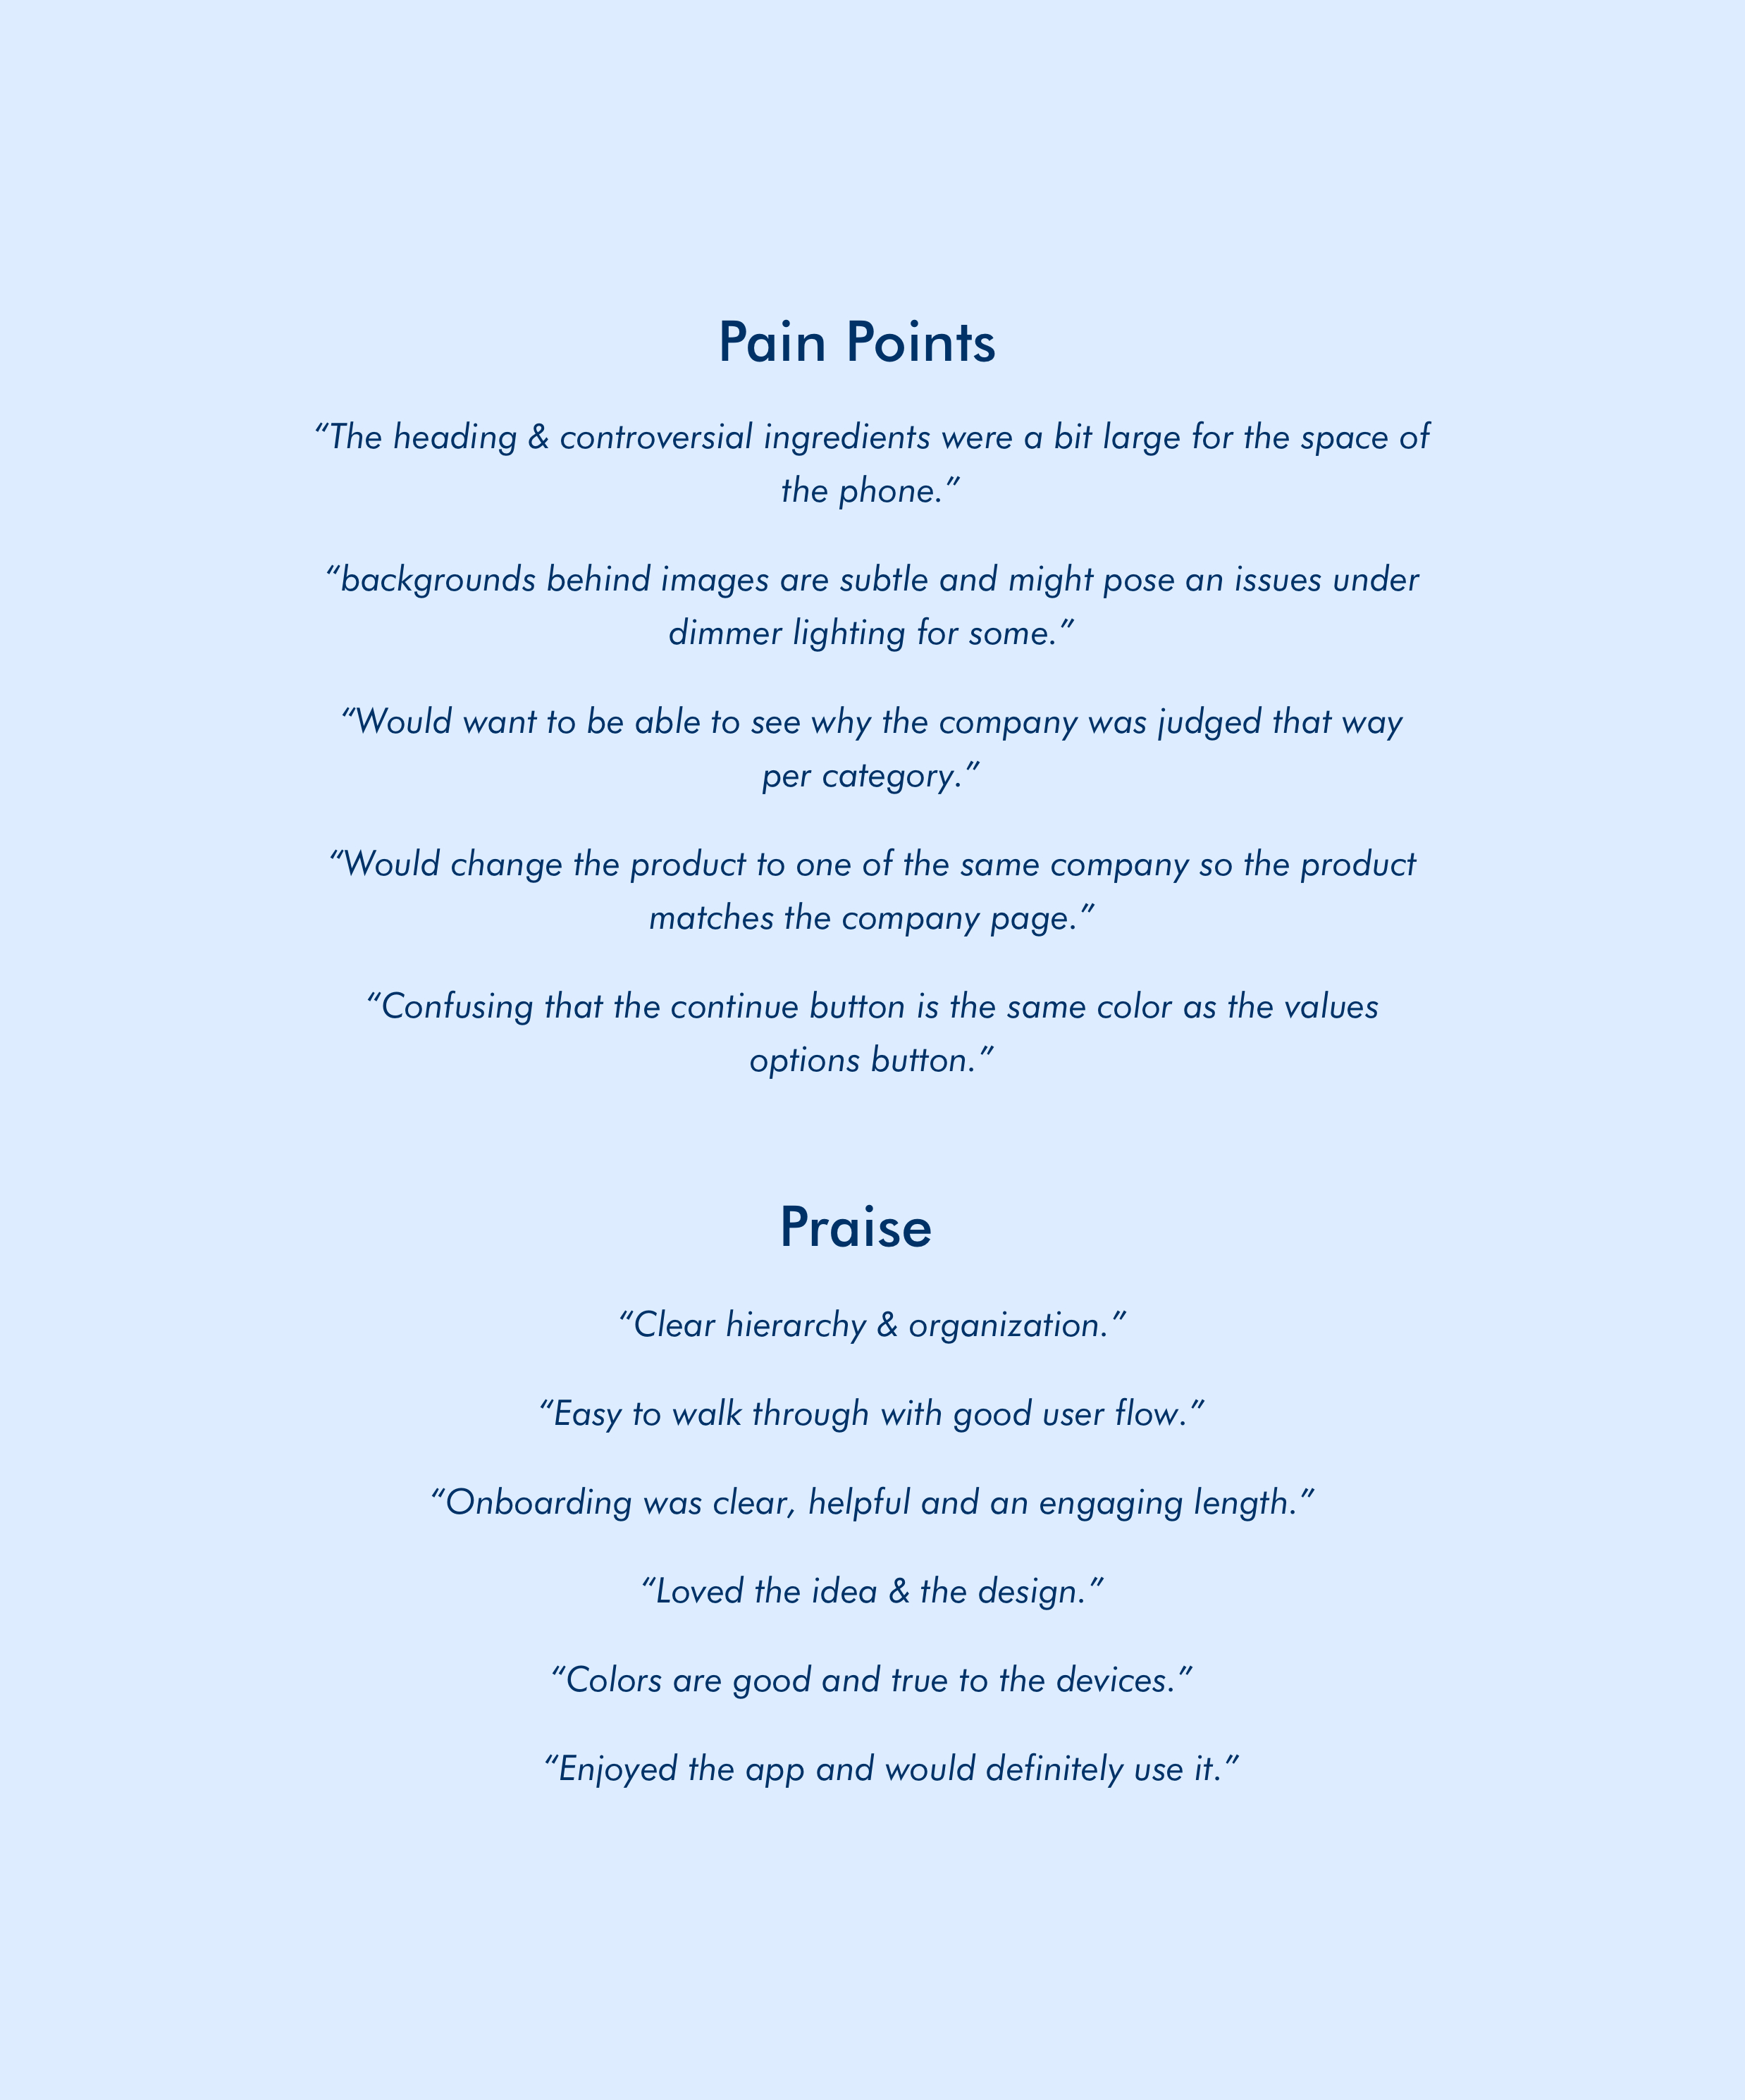 Pain Points
“The heading & controversial ingredients were a bit large for the space of
the phone.”
“backgrounds behind images are subtle and might pose an issues under
dimmer lighting for some.”
“Would want to be able to see why the company was judged that way
per category.”
“Would change the product to one of the same company so the product
matches the company page.”
“Confusing that the continue button is the same color as the values
options button.”
Praise
“Clear hierarchy & organization.”
“Easy to walk through with good user flow.”
“Onboarding was clear, helpful and an engaging length.”
“Loved the idea & the design.”
“Colors are good and true to the devices.”
“Enjoyed the app and would definitely use it.”